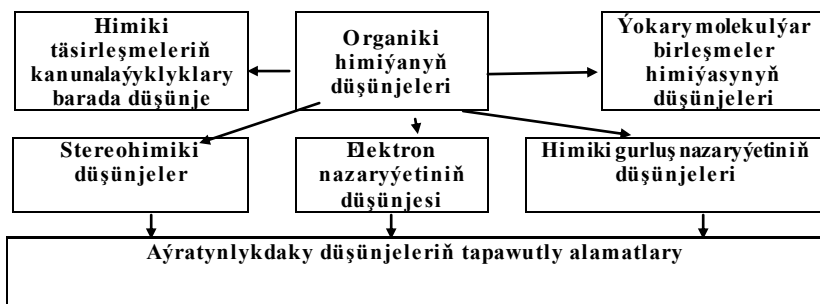 Himiki
täsirleşmeleriň
kanunalaýyklyklary
barada düşünje
Organiki
himiýanyň
düşünjeleri
Ýokary molekulýar
birleşmeler
himiýasynyň
düşünjeleri
Stereohimiki
düşünjeler
Elektron
nazaryýetiniň
düşünjesi
Himiki gurluş nazaryýetiniň
düşünjeleri
Aýratynlykdaky düşünjeleriň tapawutly alamatlary